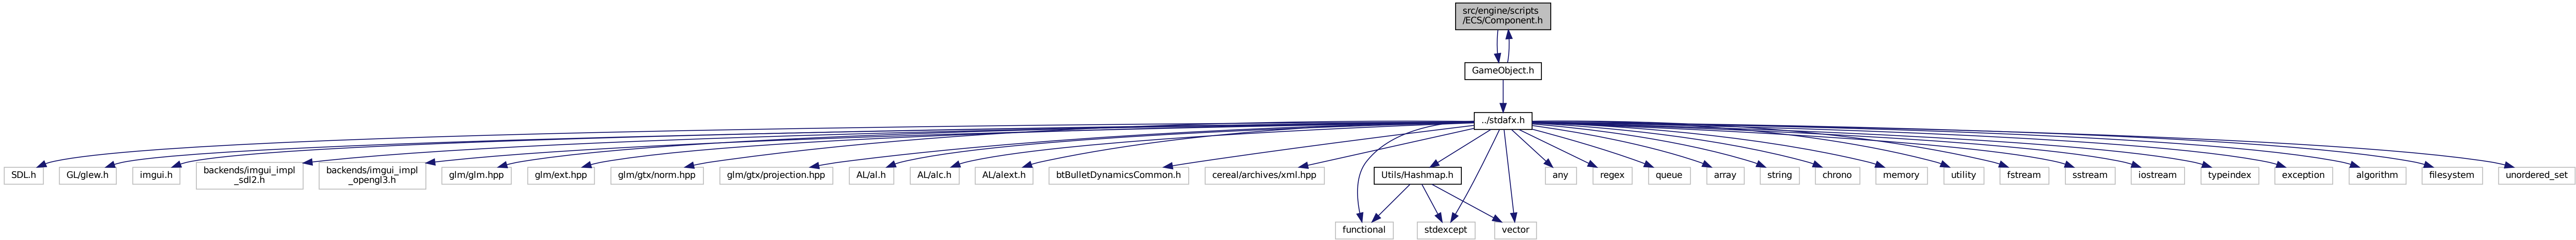 src/engine/scripts
/ECS/Component.h
GameObject.h
../stdafx.h
SDL.h
GL/glew.h
imgui.h
backends/imgui_impl
_sdl2.h
backends/imgui_impl
_opengl3.h
glm/glm.hpp
glm/ext.hpp
glm/gtx/norm.hpp
glm/gtx/projection.hpp
AL/al.h
AL/alc.h
AL/alext.h
btBulletDynamicsCommon.h
cereal/archives/xml.hpp
Utils/Hashmap.h
any
regex
queue
array
string
chrono
memory
utility
fstream
sstream
iostream
typeindex
exception
algorithm
filesystem
unordered_set
functional
stdexcept
vector